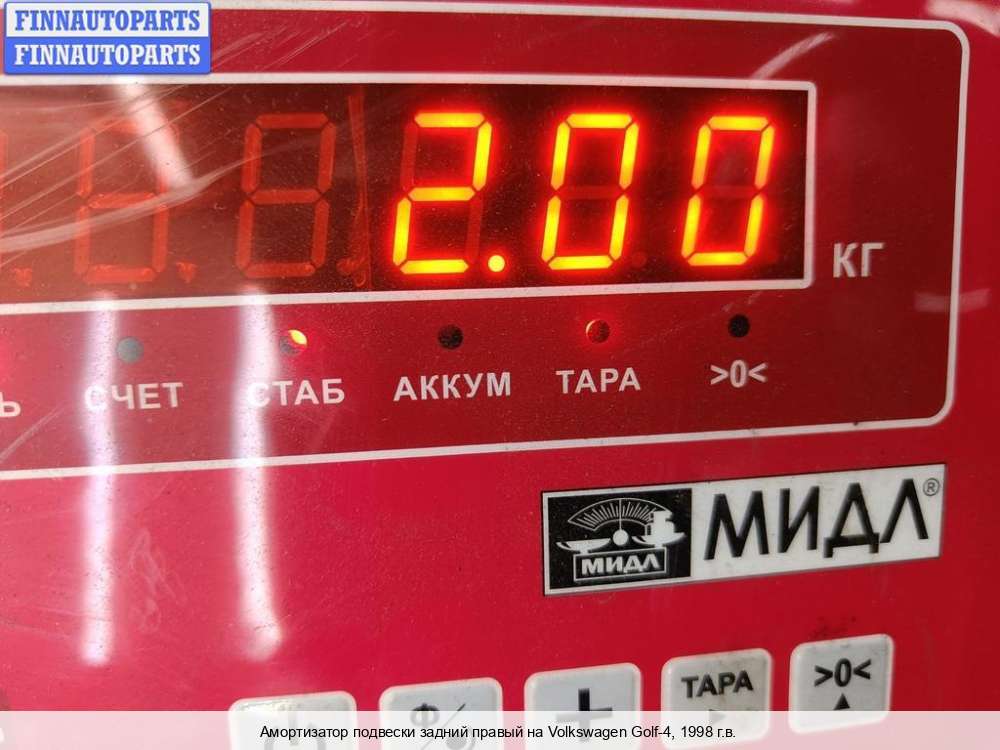 FINNAUTOPARTS
FINNAUTOPARTS
2.00
КГ
Ь СЧЕТ СТАБ АККУМ ТАРА >0<
МИДЛ МИДЛ®
+ ТАРА >0<
Амортизатор подвески задний правый на Volkswagen Golf-4, 1998 г.в.